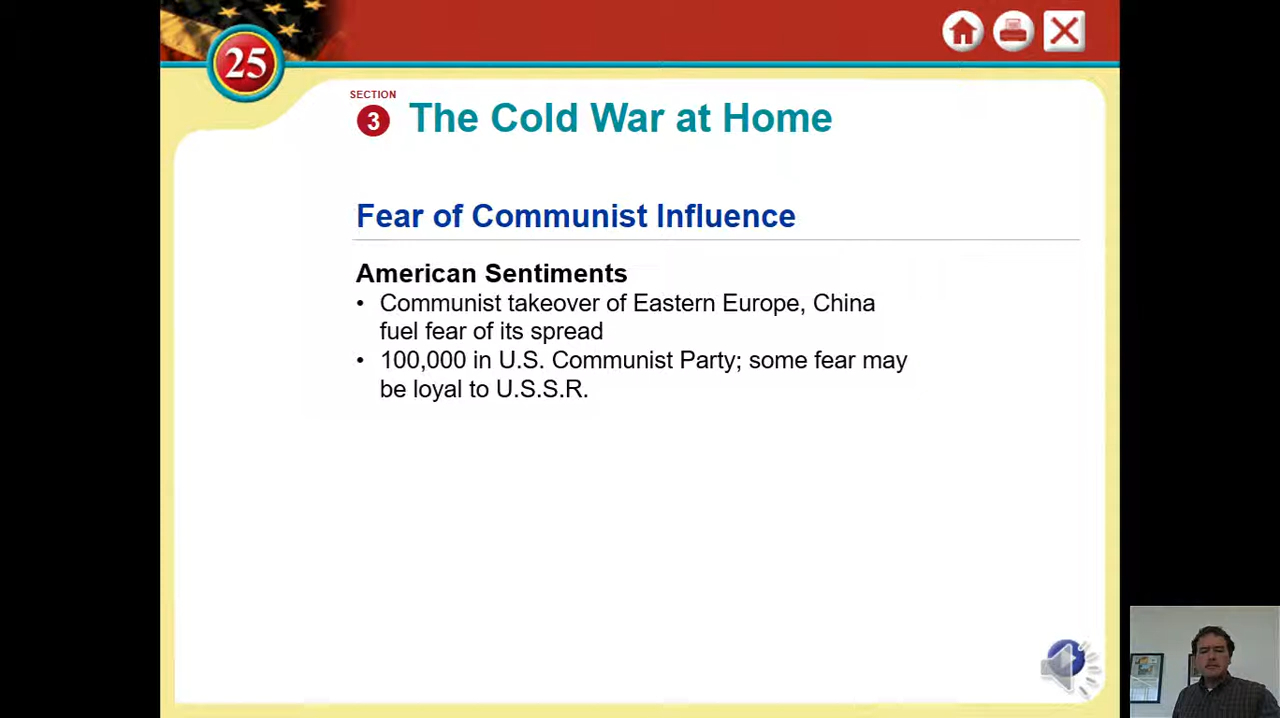 25
SECTION
3 The Cold War at Home
Fear of Communist Influence
American Sentiments
• Communist takeover of Eastern Europe, China
fuel fear of its spread
• 100,000 in U.S. Communist Party; some fear may
be loyal to U.S.S.R.